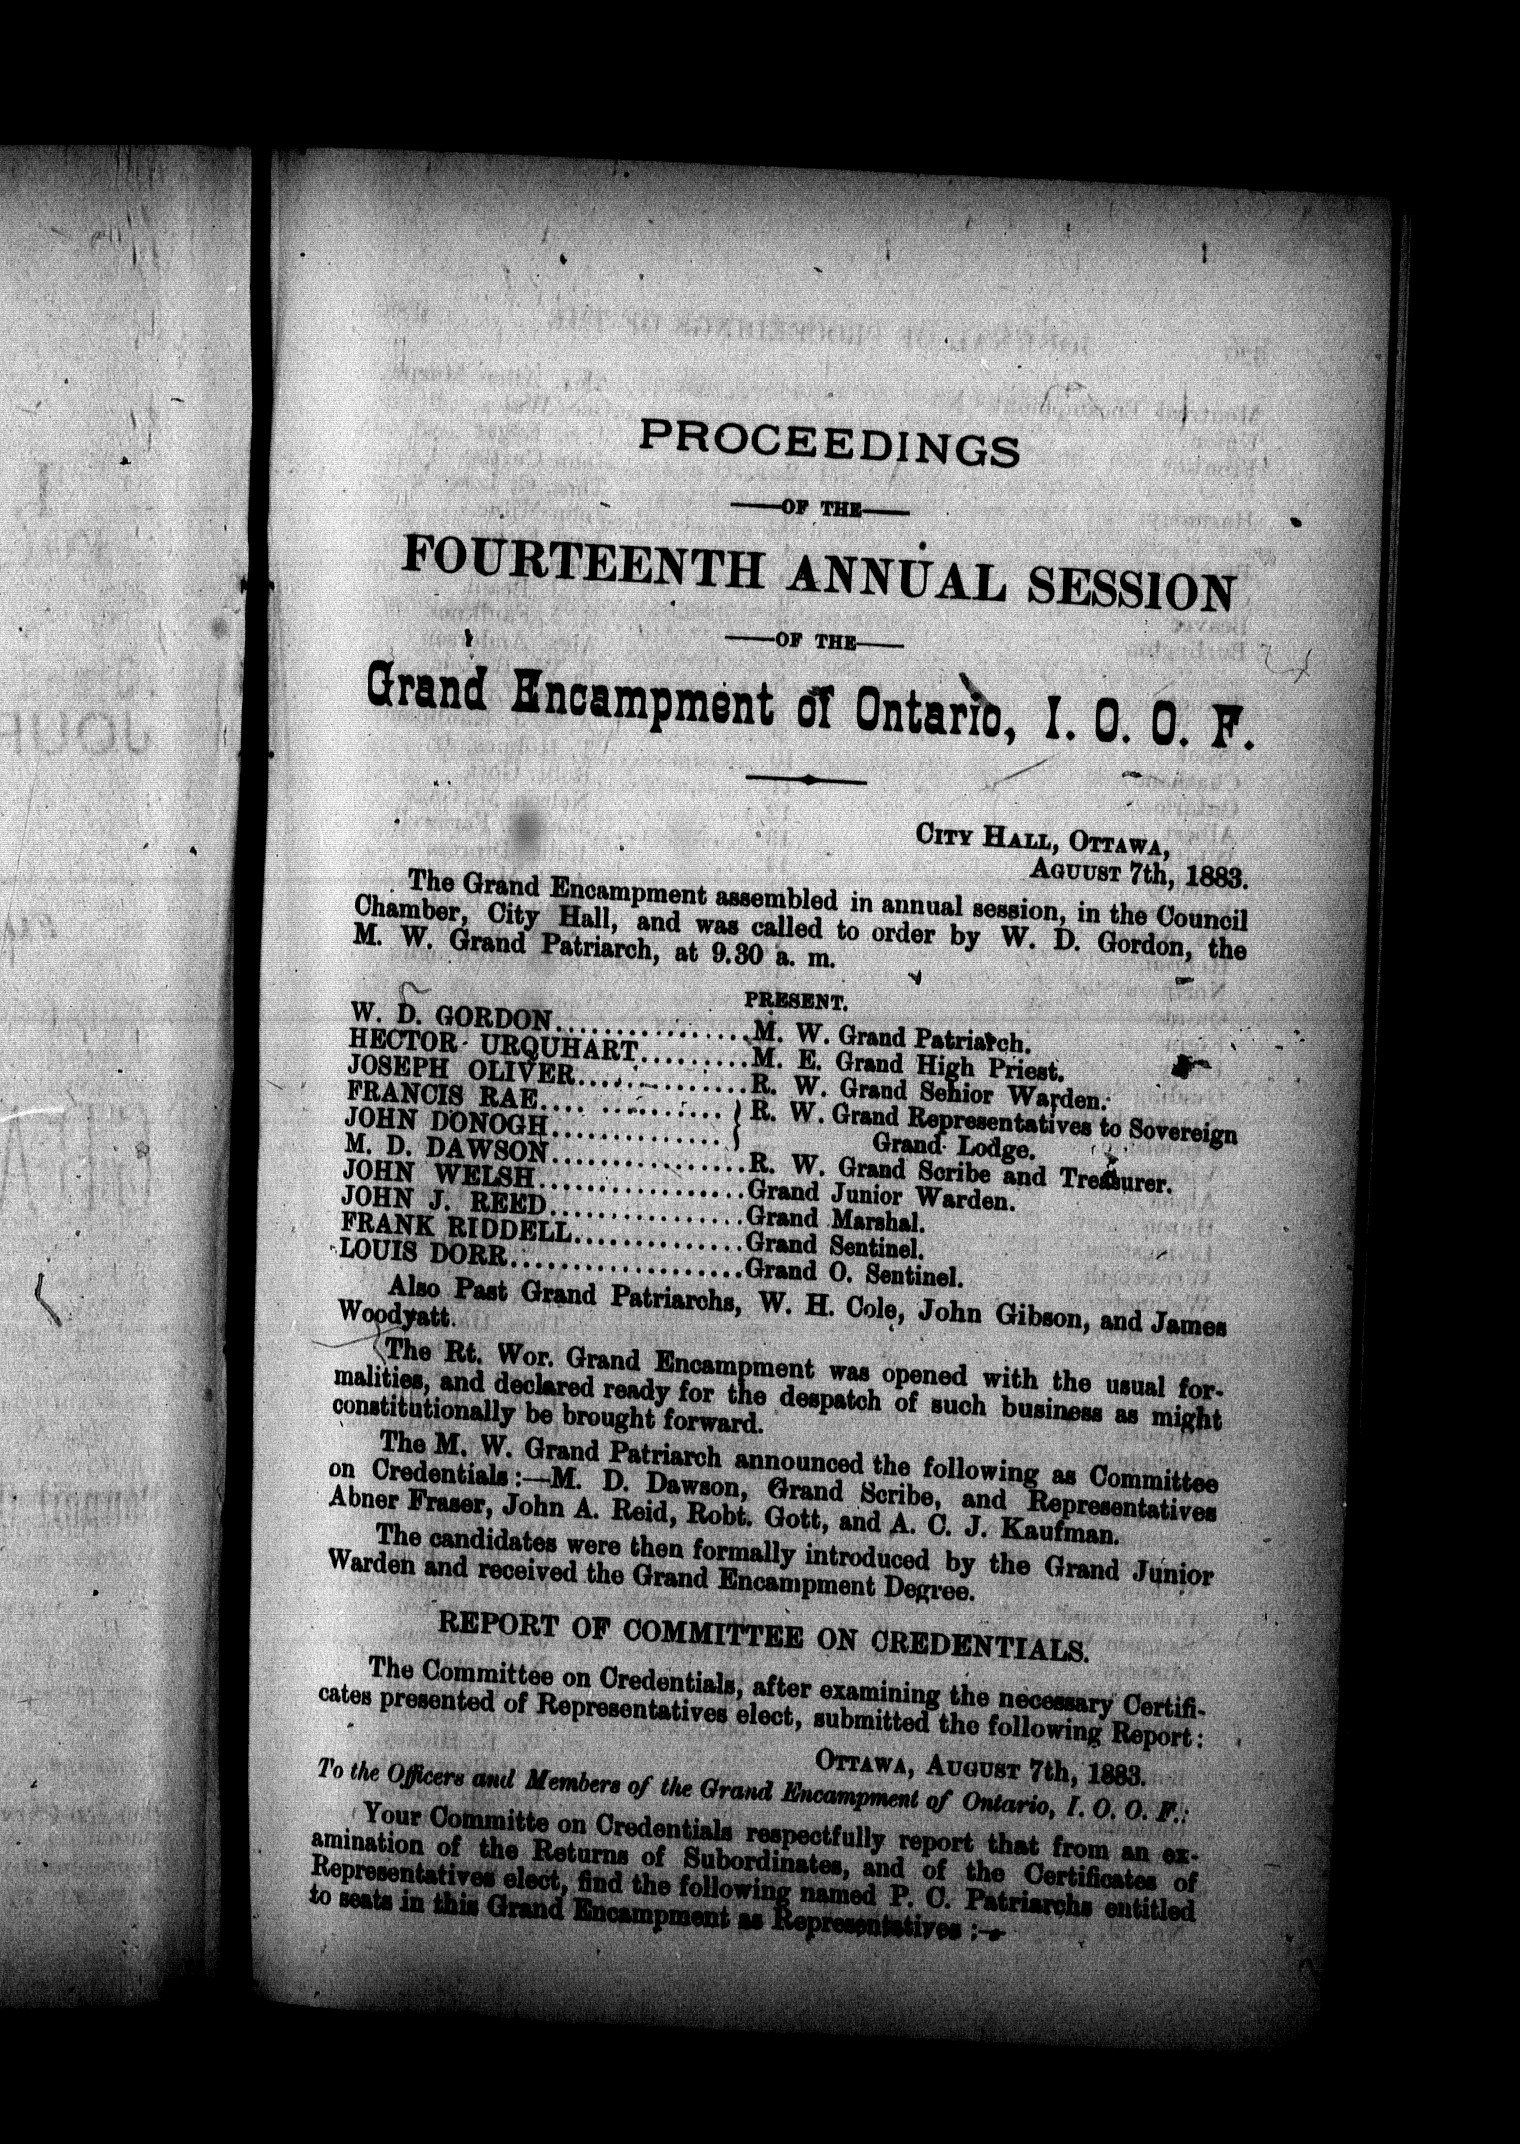 PROCEEDINGS
——OF THE——
FOURTEENTH ANNUAL SESSION
——OF THE——
Grand Encampment of Ontario, I. O. O. F.
CITY HALL, OTTAWA,
AGUUST 7th, 1883.
The Grand Encampment assembled in annual session, in the Council
Chamber, City Hall, and was called to order by W. D. Gordon, the
M. W. Grand Patriarch, at 9.30 a. m.
PRESENT.
W. D. GORDON................M. W. Grand Patriarch.
HECTOR URQUHART.........M. E. Grand High Priest.
JOSEPH OLIVER..............R. W. Grand Senior Warden.
FRANCIS RAE............... } R. W. Grand Representatives to Sovereign
JOHN DONOGH.............. } Grand Lodge.
M. D. DAWSON................R. W. Grand Scribe and Treasurer.
JOHN WELSH.................Grand Junior Warden.
JOHN J. REED................Grand Marshal.
FRANK RIDDELL..............Grand Sentinel.
LOUIS DORR...................Grand O. Sentinel.
Also Past Grand Patriarchs, W. H. Cole, John Gibson, and James
Woodyatt.
The Rt. Wor. Grand Encampment was opened with the usual for-
malities, and declared ready for the despatch of such business as might
constitutionally be brought forward.
The M. W. Grand Patriarch announced the following as Committee
on Credentials:—M. D. Dawson, Grand Scribe, and Representatives
Abner Fraser, John A. Reid, Robt. Gott, and A. C. J. Kaufman.
The candidates were then formally introduced by the Grand Junior
Warden and received the Grand Encampment Degree.
REPORT OF COMMITTEE ON CREDENTIALS.
The Committee on Credentials, after examining the necessary Certifi-
cates presented of Representatives elect, submitted the following Report:
OTTAWA, AUGUST 7th, 1883.
To the Officers and Members of the Grand Encampment of Ontario, I. O. O. F.:
Your Committe on Credentials respectfully report that from an ex-
amination of the Returns of Subordinates, and of the Certificates of
Representatives elect, find the following named P. C. Patriarchs entitled
to seats in this Grand Encampment as Representatives:—